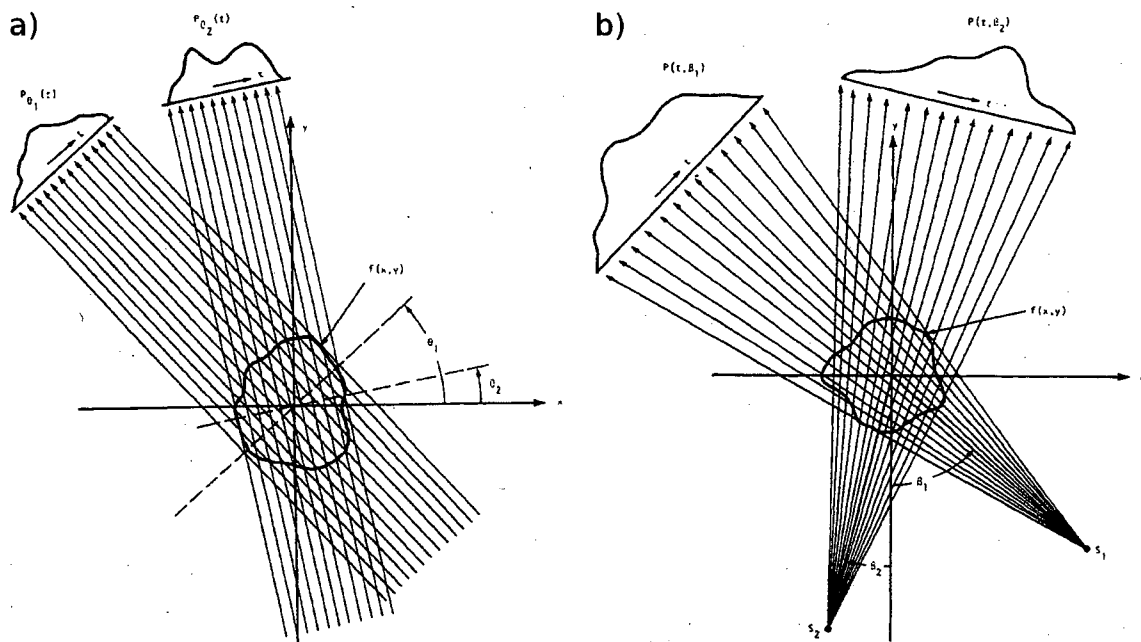 a)
P_θ₂(t)
t
P_θ₁(t)
t
y
f(x,y)
θ₁
θ₂
x
b)
P(t,β₂)
P(t,β₁)
t
t
y
f(x,y)
β₁
S₁
β₂
S₂